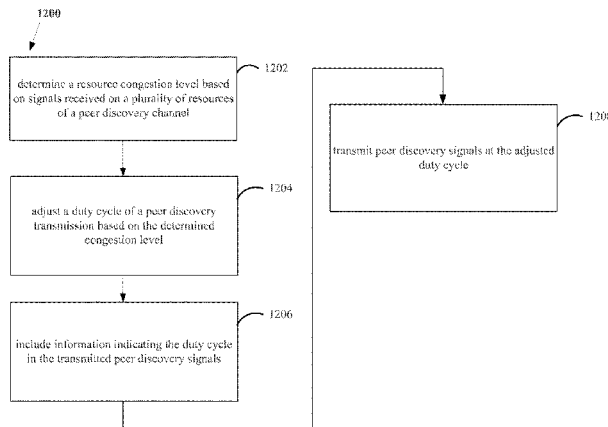 1200
1202
determine a resource congestion level based
on signals received on a plurality of resources
of a peer discovery channel
1204
adjust a duty cycle of a peer discovery
transmission based on the determined
congestion level
1206
include information indicating the duty cycle
in the transmitted peer discovery signals
transmit peer discovery signals at the adjusted
duty cycle